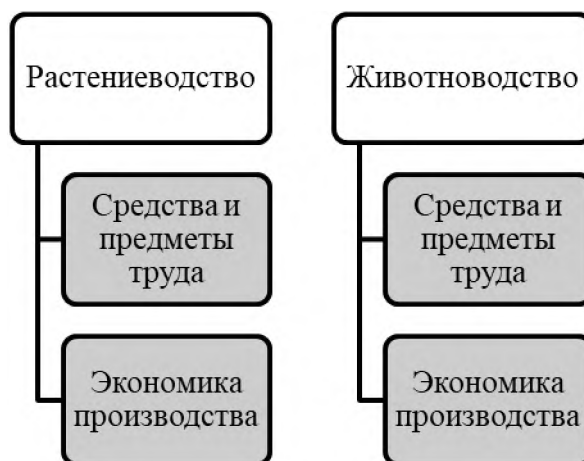 Растениеводство
Средства и
предметы
труда
Экономика
производства
Животноводство
Средства и
предметы
труда
Экономика
производства